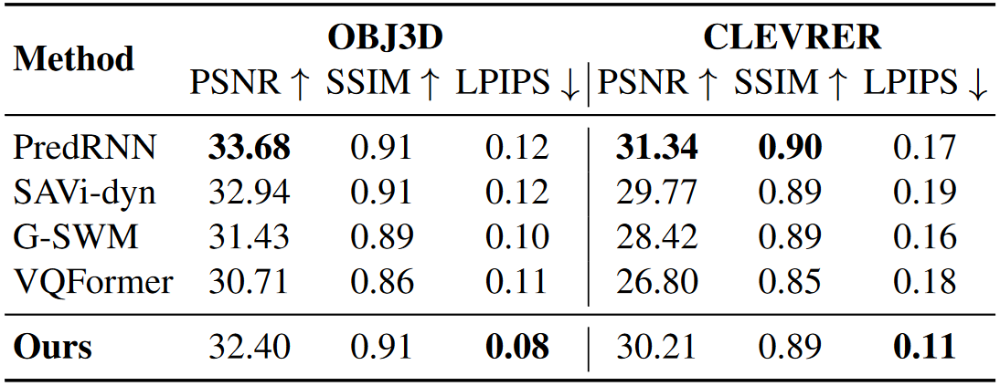 Method OBJ3D CLEVRER
PSNR ↑ SSIM ↑ LPIPS ↓ PSNR ↑ SSIM ↑ LPIPS ↓
PredRNN 33.68 0.91 0.12 31.34 0.90 0.17
SAVi-dyn 32.94 0.91 0.12 29.77 0.89 0.19
G-SWM 31.43 0.89 0.10 28.42 0.89 0.16
VQFormer 30.71 0.86 0.11 26.80 0.85 0.18
Ours 32.40 0.91 0.08 30.21 0.89 0.11